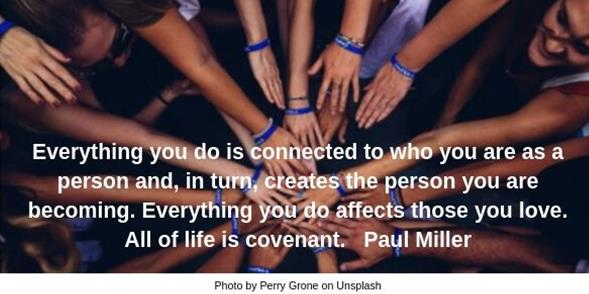 Everything you do is connected to who you are as a
person and, in turn, creates the person you are
becoming. Everything you do affects those you love.
All of life is covenant.   Paul Miller
Photo by Perry Grone on Unsplash